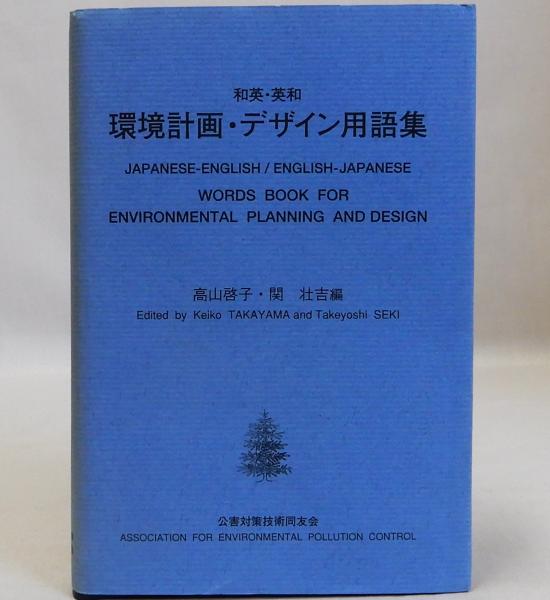 和英・英和
環境計画・デザイン用語集
JAPANESE-ENGLISH / ENGLISH-JAPANESE
WORDS BOOK FOR
ENVIRONMENTAL PLANNING AND DESIGN
高山啓子・関 壮吉編
Edited by Keiko TAKAYAMA and Takeyoshi SEKI
公害対策技術同友会
ASSOCIATION FOR ENVIRONMENTAL POLLUTION CONTROL